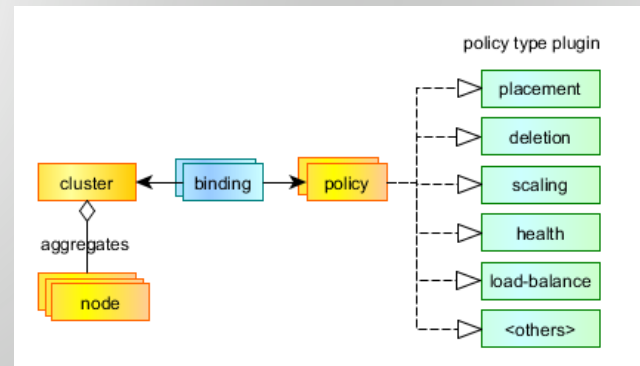 policy type plugin
placement
deletion
cluster
binding
policy
scaling
aggregates
health
node
load-balance
<others>